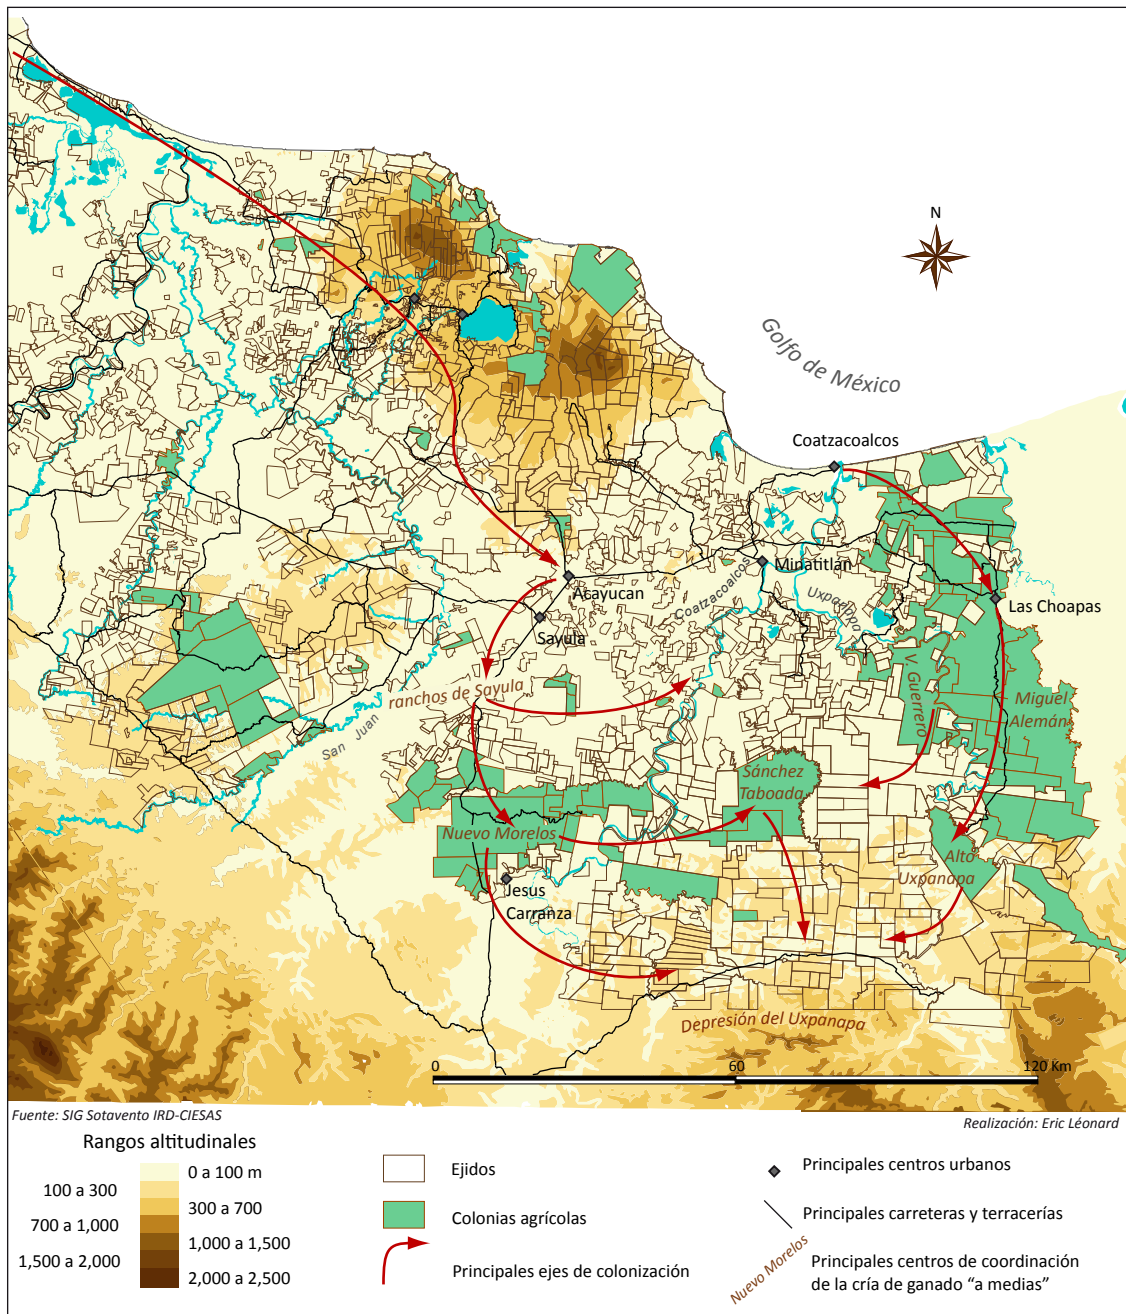 N
Golfo de México
Coatzacoalcos
Minatitlán
Coatzacoalcos
Uxpanapa
Acayucan
Las Choapas
Sayula
V. Guerrero
ranchos de Sayula
Miguel
Alemán
San Juan
Sánchez
Taboada
Nuevo Morelos
Alto
Uxpanapa
Jesus
Carranza
Depresión del Uxpanapa
0
60
120 Km
Fuente: SIG Sotavento IRD-CIESAS
Realización: Eric Léonard
Rangos altitudinales
0 a 100 m
100 a 300
300 a 700
700 a 1,000
1,000 a 1,500
1,500 a 2,000
2,000 a 2,500
Ejidos
Colonias agrícolas
Principales ejes de colonización
Principales centros urbanos
Principales carreteras y terracerías
Nuevo Morelos
Principales centros de coordinación
de la cría de ganado “a medias”